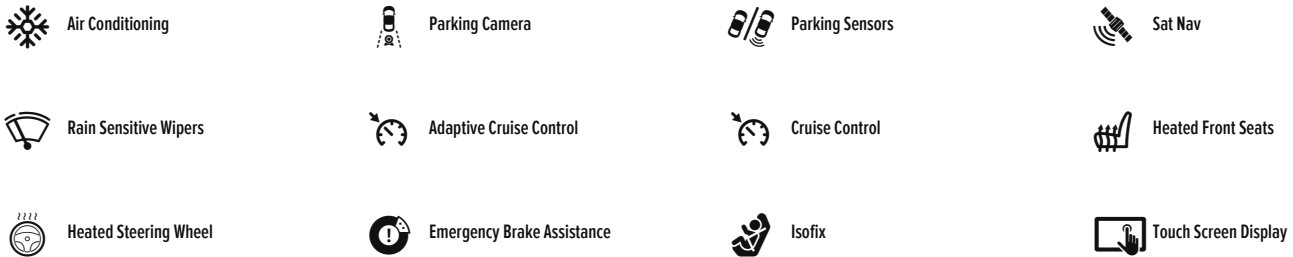 Air Conditioning
Parking Camera
Parking Sensors
Sat Nav
Rain Sensitive Wipers
Adaptive Cruise Control
Cruise Control
Heated Front Seats
Heated Steering Wheel
Emergency Brake Assistance
Isofix
Touch Screen Display